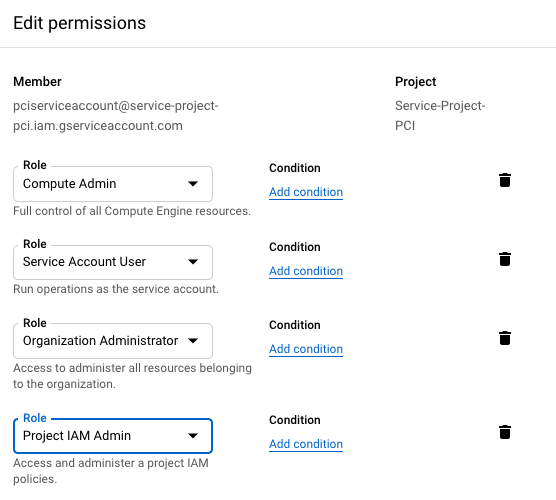 Edit permissions
Member
Project
pciserviceaccount@service-project-
pci.iam.gserviceaccount.com
Service-Project-
PCI
Role
Compute Admin
Full control of all Compute Engine resources.
Condition
Add condition
Role
Service Account User
Run operations as the service account.
Condition
Add condition
Role
Organization Administrator
Access to administer all resources belonging
to the organization.
Condition
Add condition
Role
Project IAM Admin
Access and administer a project IAM
policies.
Condition
Add condition